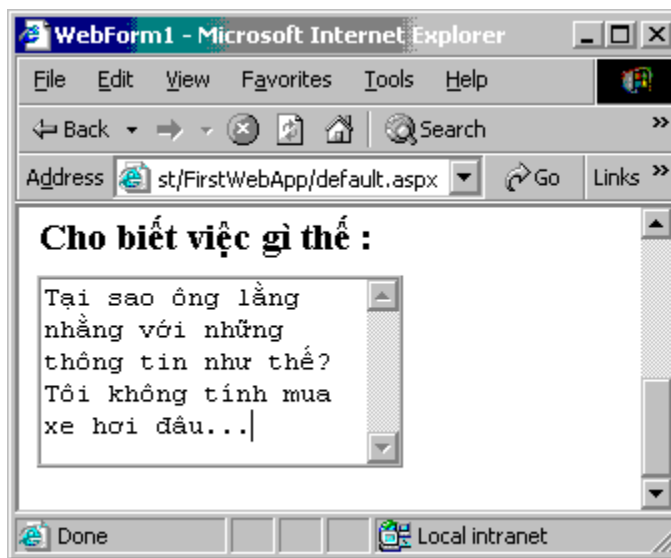 WebForm1 - Microsoft Internet Explorer
File Edit View Favorites Tools Help
Back Search »
Address st/FirstWebApp/default.aspx Go Links »
Cho biết việc gì thế :
Tại sao ông lằng
nhằng với những
thông tin như thế?
Tôi không tính mua
xe hơi đâu...
Done Local intranet